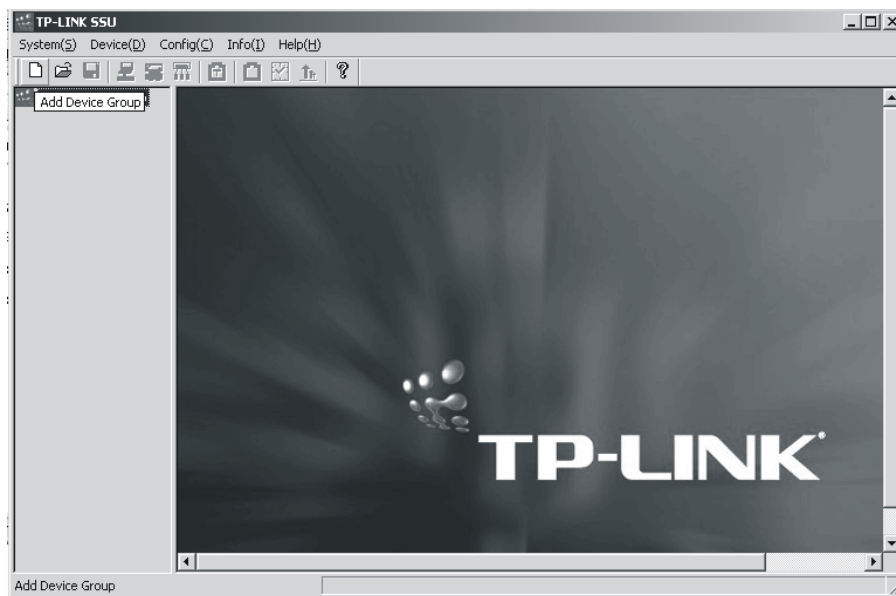 TP-LINK SSU
System(S) Device(D) Config(C) Info(I) Help(H)
Add Device Group
TP-LINK®
Add Device Group